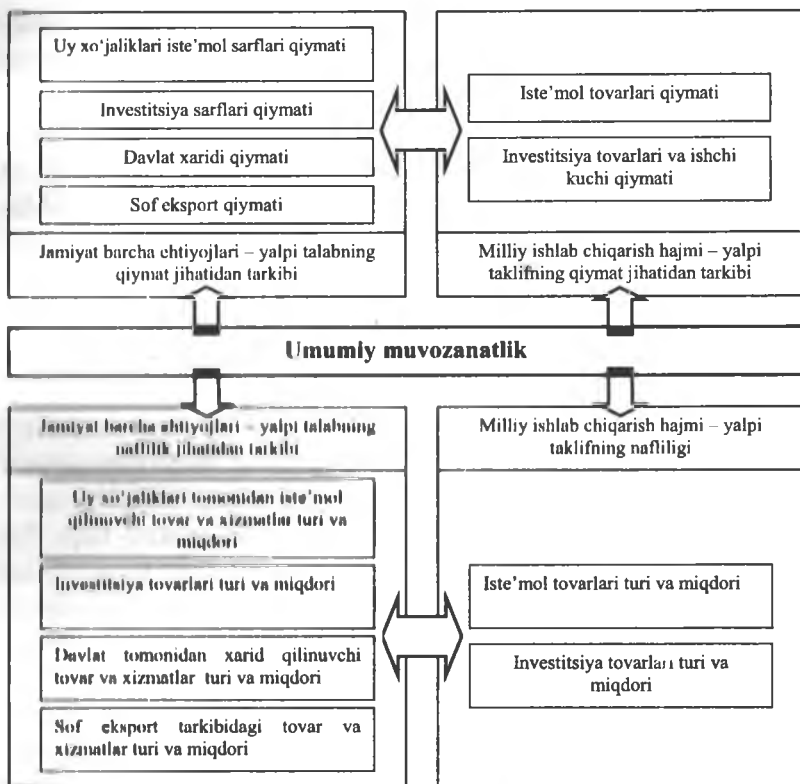 Uy xo‘jaliklari iste’mol sarflari qiymati
Investitsiya sarflari qiymati
Davlat xaridi qiymati
Sof eksport qiymati
Jamiyat barcha ehtiyojlari – yalpi talabning
qiymat jihatidan tarkibi
Iste’mol tovarlari qiymati
Investitsiya tovarlari va ishchi
kuchi qiymati
Milliy ishlab chiqarish hajmi – yalpi
taklifning qiymat jihatidan tarkibi
Umumiy muvozanatlik
Jamiyat barcha ehtiyojlari – yalpi talabning
naflilik jihatidan tarkibi
Uy xo‘jaliklari tomonidan iste’mol
qilinuvchi tovar va xizmatlar turi va
miqdori
Investitsiya tovarlari turi va miqdori
Davlat tomonidan xarid qilinuvchi
tovar va xizmatlar turi va miqdori
Sof eksport tarkibidagi tovar va
xizmatlar turi va miqdori
Milliy ishlab chiqarish hajmi – yalpi
taklifning nafliligi
Iste’mol tovarlari turi va miqdori
Investitsiya tovarlari turi va
miqdori